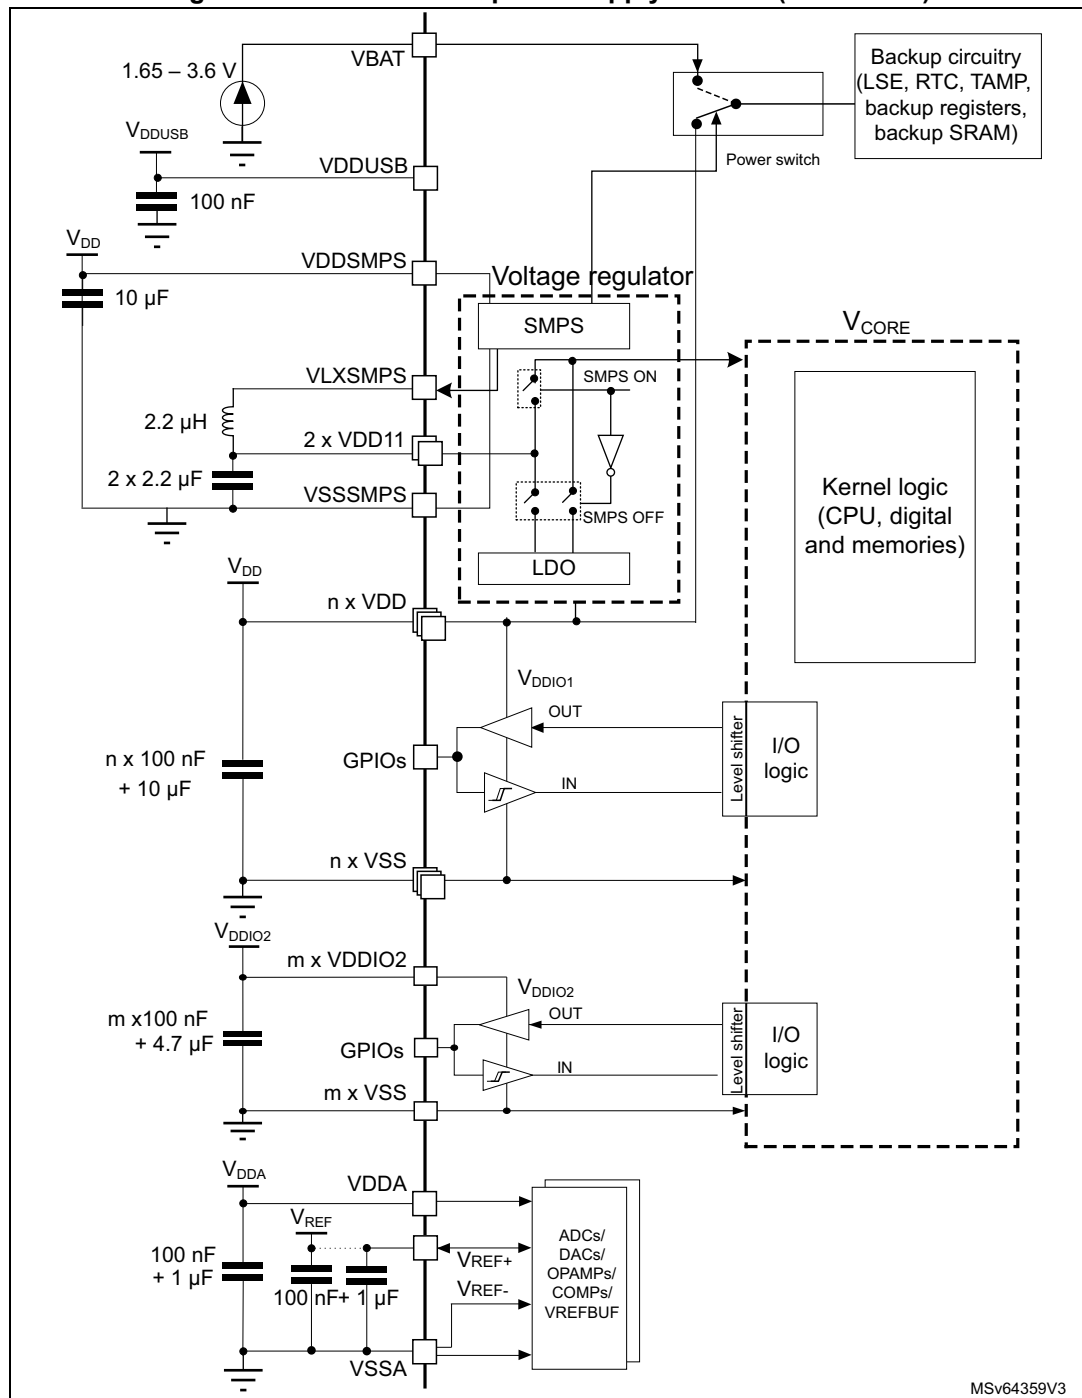 VBAT
1.65 – 3.6 V
Backup circuitry
(LSE, RTC, TAMP,
backup registers,
backup SRAM)
Power switch
VDDUSB
VDDUSB
100 nF
VDD
VDDSMPS
10 µF
Voltage regulator
SMPS
VCORE
VLXSMPS
SMPS ON
2.2 µH
2 x VDD11
2 x 2.2 µF
VSSSMPS
SMPS OFF
LDO
Kernel logic
(CPU, digital
and memories)
VDD
n x VDD
VDDIO1
OUT
GPIOs
IN
Level shifter
I/O
logic
n x 100 nF
+ 10 µF
n x VSS
VDDIO2
m x VDDIO2
VDDIO2
OUT
m x100 nF
+ 4.7 µF
GPIOs
IN
Level shifter
I/O
logic
m x VSS
VDDA
VDDA
VREF
100 nF
+ 1 µF
VREF+
100 nF+ 1 µF
VREF-
ADCs/
DACs/
OPAMPs/
COMPs/
VREFBUF
VSSA
MSv64359V3